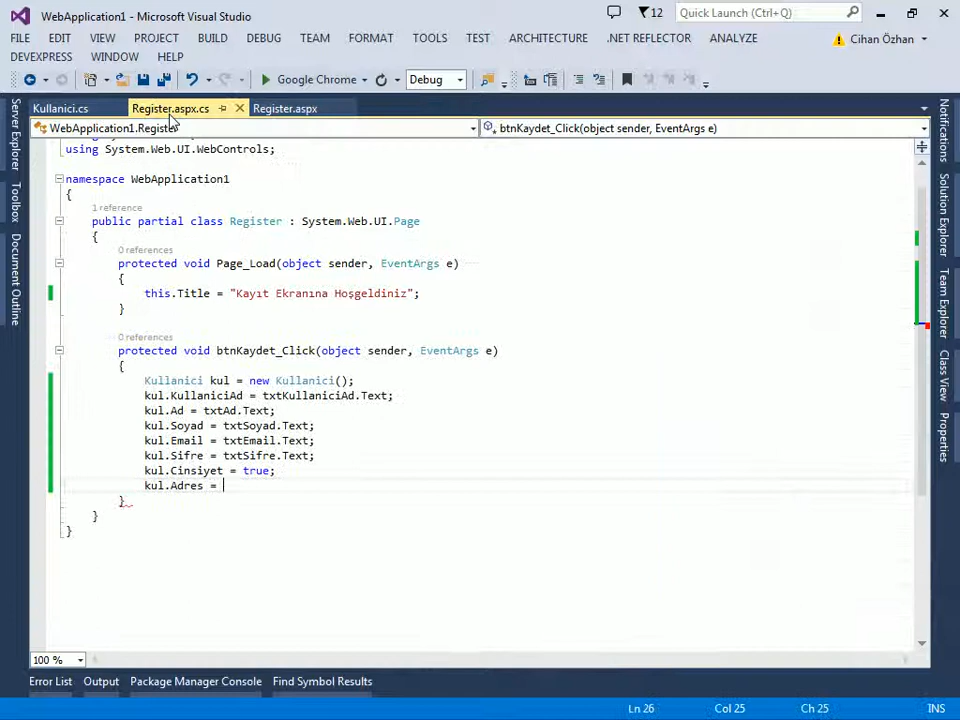 WebApplication1 - Microsoft Visual Studio
12
Quick Launch (Ctrl+Q)
FILE EDIT VIEW PROJECT BUILD DEBUG TEAM FORMAT TOOLS TEST ARCHITECTURE .NET REFLECTOR ANALYZE
Cihan Özhan
DEVEXPRESS WINDOW HELP
Google Chrome
Debug
Kullanici.cs
Register.aspx.cs
Register.aspx
WebApplication1.Register
btnKaydet_Click(object sender, EventArgs e)
Server Explorer
Toolbox
Document Outline
using System.Web.UI.WebControls;
namespace WebApplication1
{
1 reference
public partial class Register : System.Web.UI.Page
{
0 references
protected void Page_Load(object sender, EventArgs e)
{
this.Title = "Kayıt Ekranına Hoşgeldiniz";
}
0 references
protected void btnKaydet_Click(object sender, EventArgs e)
{
Kullanici kul = new Kullanici();
kul.KullaniciAd = txtKullaniciAd.Text;
kul.Ad = txtAd.Text;
kul.Soyad = txtSoyad.Text;
kul.Email = txtEmail.Text;
kul.Sifre = txtSifre.Text;
kul.Cinsiyet = true;
kul.Adres =
}
}
}
Notifications
Solution Explorer
Team Explorer
Class View
Properties
100 %
Error List Output Package Manager Console Find Symbol Results
Ln 26 Col 25 Ch 25 INS